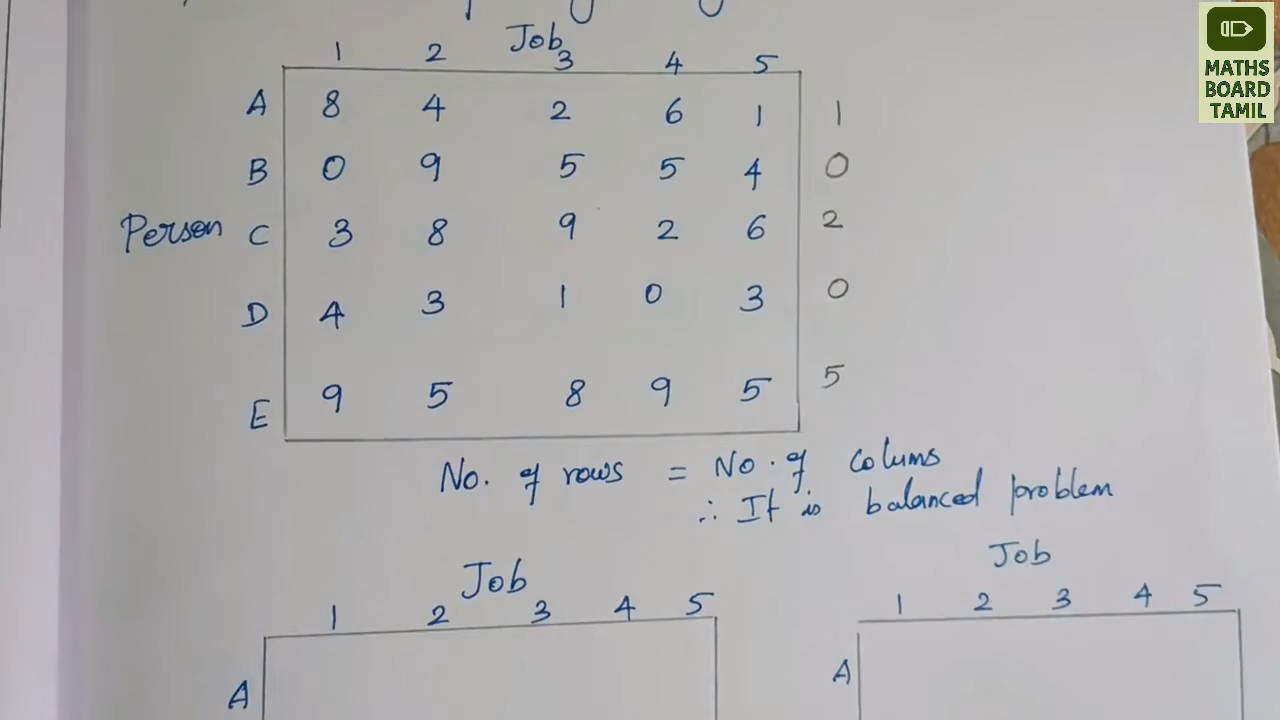 MATHS
BOARD
TAMIL
Job
1 2 3 4 5
A 8 4 2 6 1 1
B 0 9 5 5 4 0
Person C 3 8 9 2 6 2
D 4 3 1 0 3 0
E 9 5 8 9 5 5
No. of rows = No. of colums
∴ It is balanced problem
Job
1 2 3 4 5
A
Job
1 2 3 4 5
A